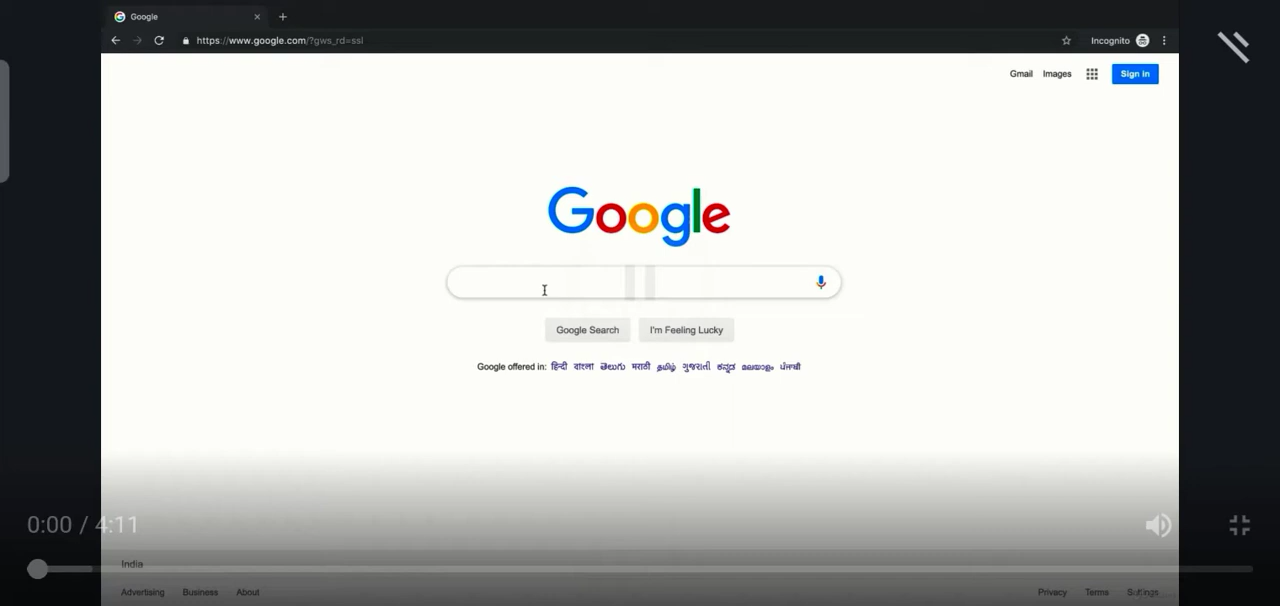 Google
https://www.google.com/?gws_rd=ssl
Incognito
Gmail Images Sign in
Google
Google Search I'm Feeling Lucky
Google offered in: हिन्दी বাংলা తెలుగు मराठी தமிழ் ગુજરાતી ಕನ್ನಡ മലയാളം ਪੰਜਾਬੀ
0:00 / 4:11
India
Advertising Business About Privacy Terms Settings